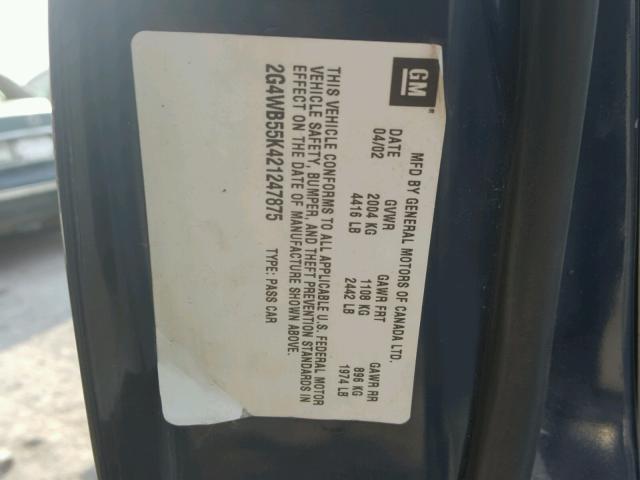 GM
MFD BY GENERAL MOTORS OF CANADA LTD.
DATE GVWR GAWR FRT GAWR RR
04/02 2004 KG 1108 KG 896 KG
4416 LB 2442 LB 1974 LB
THIS VEHICLE CONFORMS TO ALL APPLICABLE U.S. FEDERAL MOTOR
VEHICLE SAFETY, BUMPER, AND THEFT PREVENTION STANDARDS IN
EFFECT ON THE DATE OF MANUFACTURE SHOWN ABOVE.
2G4WB55K421247875 TYPE: PASS CAR